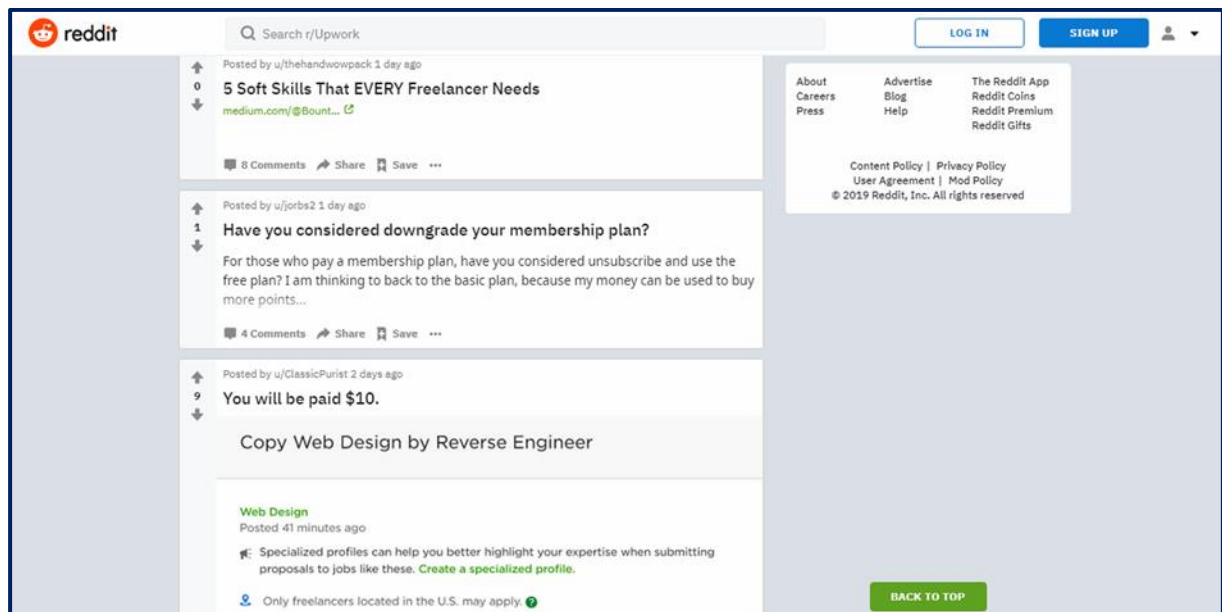 reddit
Search r/Upwork
LOG IN
SIGN UP
Posted by u/thehandwowpack 1 day ago
0
5 Soft Skills That EVERY Freelancer Needs
medium.com/@Bount...
8 Comments Share Save ...
Posted by u/jorbs2 1 day ago
1
Have you considered downgrade your membership plan?
For those who pay a membership plan, have you considered unsubscribe and use the
free plan? I am thinking to back to the basic plan, because my money can be used to buy
more points...
4 Comments Share Save ...
Posted by u/ClassicPurist 2 days ago
9
You will be paid $10.
Copy Web Design by Reverse Engineer
Web Design
Posted 41 minutes ago
Specialized profiles can help you better highlight your expertise when submitting
proposals to jobs like these. Create a specialized profile.
Only freelancers located in the U.S. may apply. ?
About Advertise The Reddit App
Careers Blog Reddit Coins
Press Help Reddit Premium
Reddit Gifts
Content Policy | Privacy Policy
User Agreement | Mod Policy
© 2019 Reddit, Inc. All rights reserved
BACK TO TOP